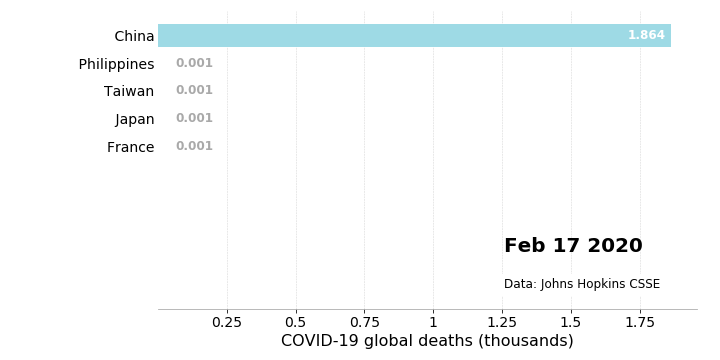 China 1.864
Philippines 0.001
Taiwan 0.001
Japan 0.001
France 0.001
Feb 17 2020
Data: Johns Hopkins CSSE
0.25 0.5 0.75 1 1.25 1.5 1.75
COVID-19 global deaths (thousands)